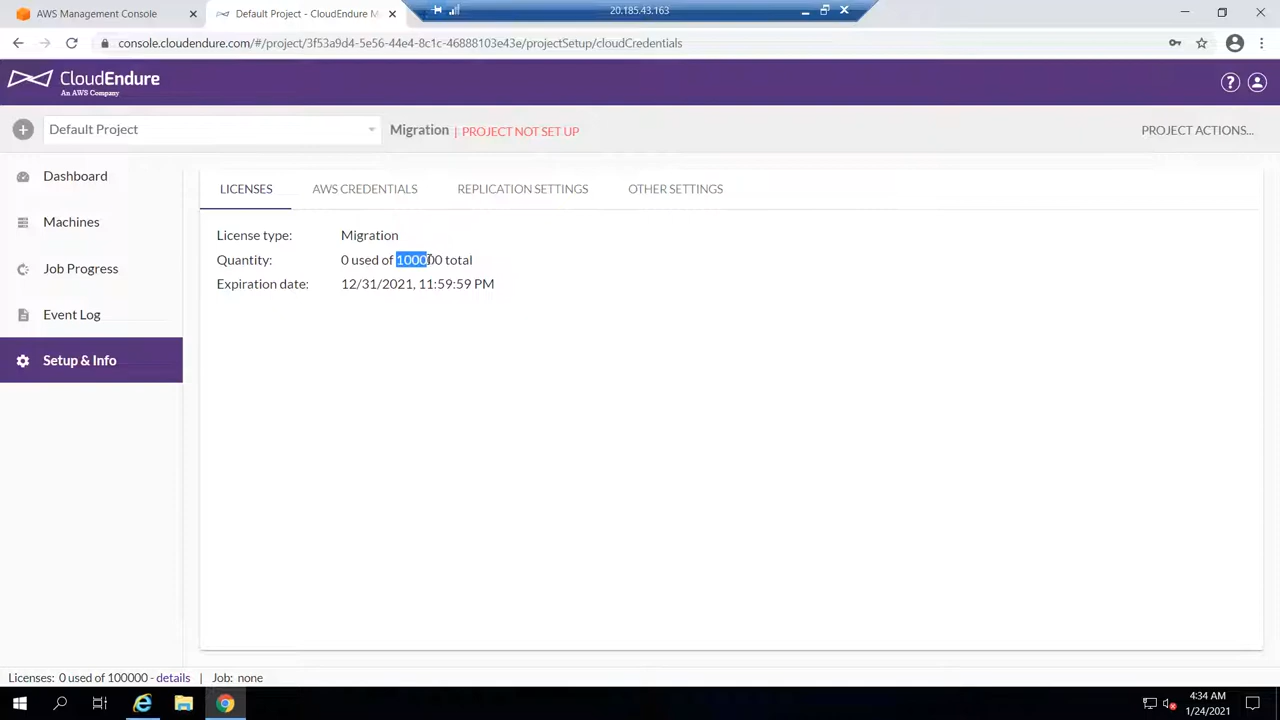 AWS Management Console
Default Project - CloudEndure M
20.185.43.163
console.cloudendure.com/#/project/3f53a9d4-5e56-44e4-8c1c-46888103e43e/projectSetup/cloudCredentials
CloudEndure
An AWS Company
Default Project
Migration | PROJECT NOT SET UP
PROJECT ACTIONS...
Dashboard
Machines
Job Progress
Event Log
Setup & Info
LICENSES
AWS CREDENTIALS
REPLICATION SETTINGS
OTHER SETTINGS
License type: Migration
Quantity: 0 used of 100000 total
Expiration date: 12/31/2021, 11:59:59 PM
Licenses: 0 used of 100000 - details | Job: none
4:34 AM
1/24/2021